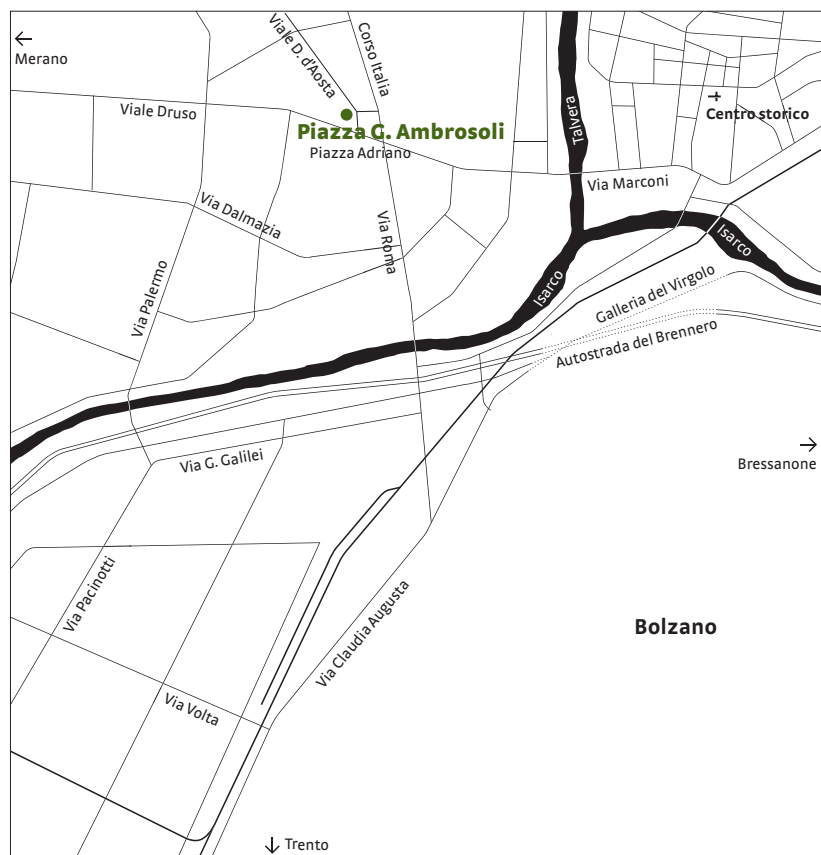 Merano
Viale D. d'Aosta
Corso Italia
Viale Druso
Piazza G. Ambrosoli
Piazza Adriano
Talvera
Centro storico
Via Marconi
Via Dalmazia
Via Roma
Via Palermo
Isarco
Isarco
Galleria del Virgolo
Autostrada del Brennero
Via G. Galilei
Bressanone
Via Pacinotti
Via Claudia Augusta
Bolzano
Via Volta
Trento